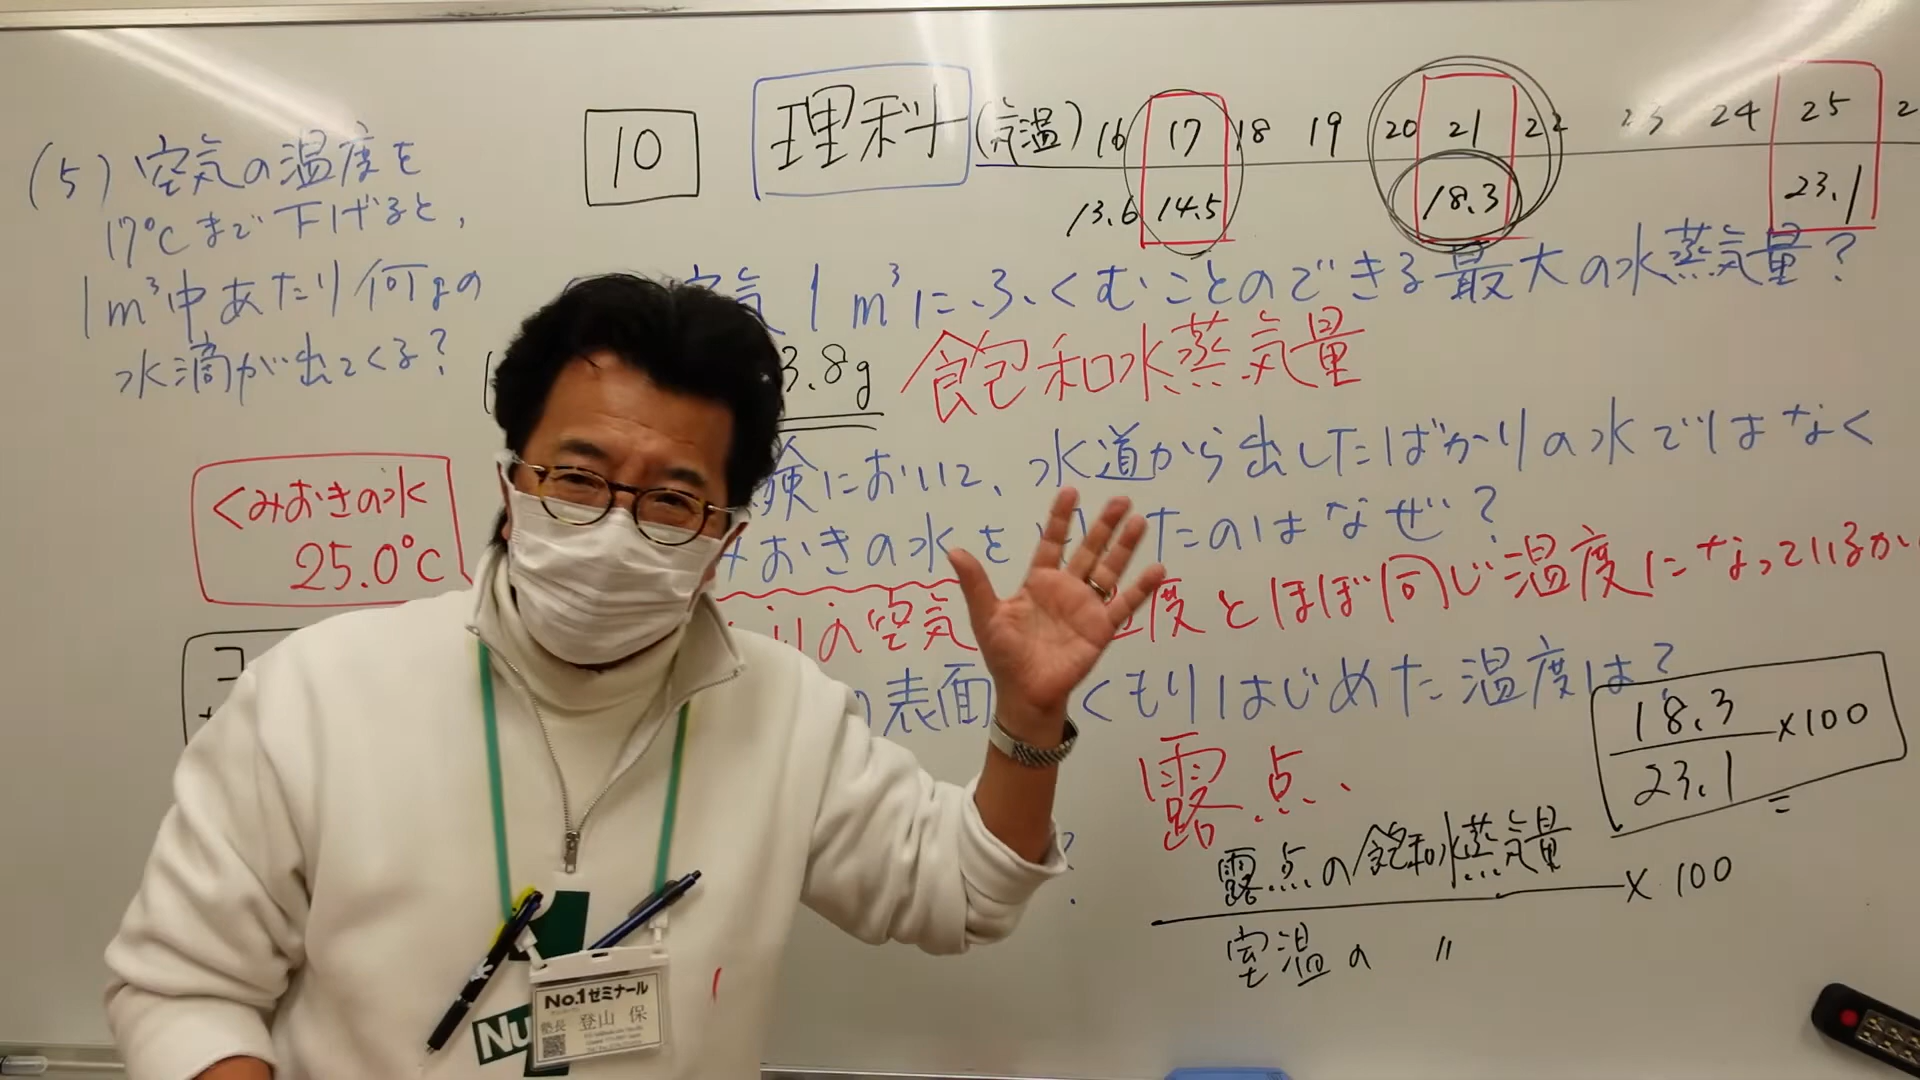 10
理科
(気温) 16 17 18 19 20 21 22 23 24 25 2
13.6 14.5 18.3 23.1
(5) 空気の温度を
17℃まで下げると,
1m³中あたり何gの
水滴が出てくる?
空気1m³にふくむことのできる最大の水蒸気量?
3.8g 飽和水蒸気量
験において、水道から出したばかりの水ではなく
みおきの水を たのはなぜ?
くみおきの水
25.0℃
りの空気 度とほぼ同じ温度になっているか
の表面 くもりはじめた温度は?
露点
18.3
23.1
×100
露点の飽和水蒸気量
室温の 〃
× 100
コ
No.1ゼミナール
塾長 登山 保
Nu